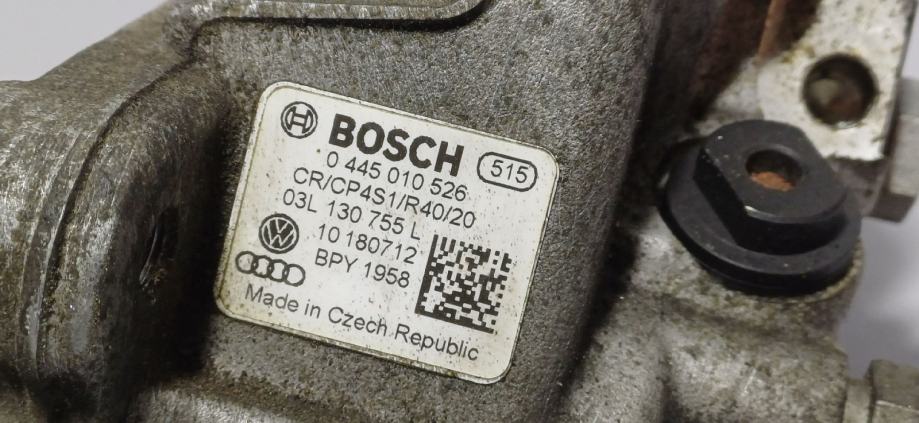 BOSCH 515
0 445 010 526
CR/CP4S1/R40/20
03L 130 755 L
10 180712
BPY 1958
Made in Czech Republic